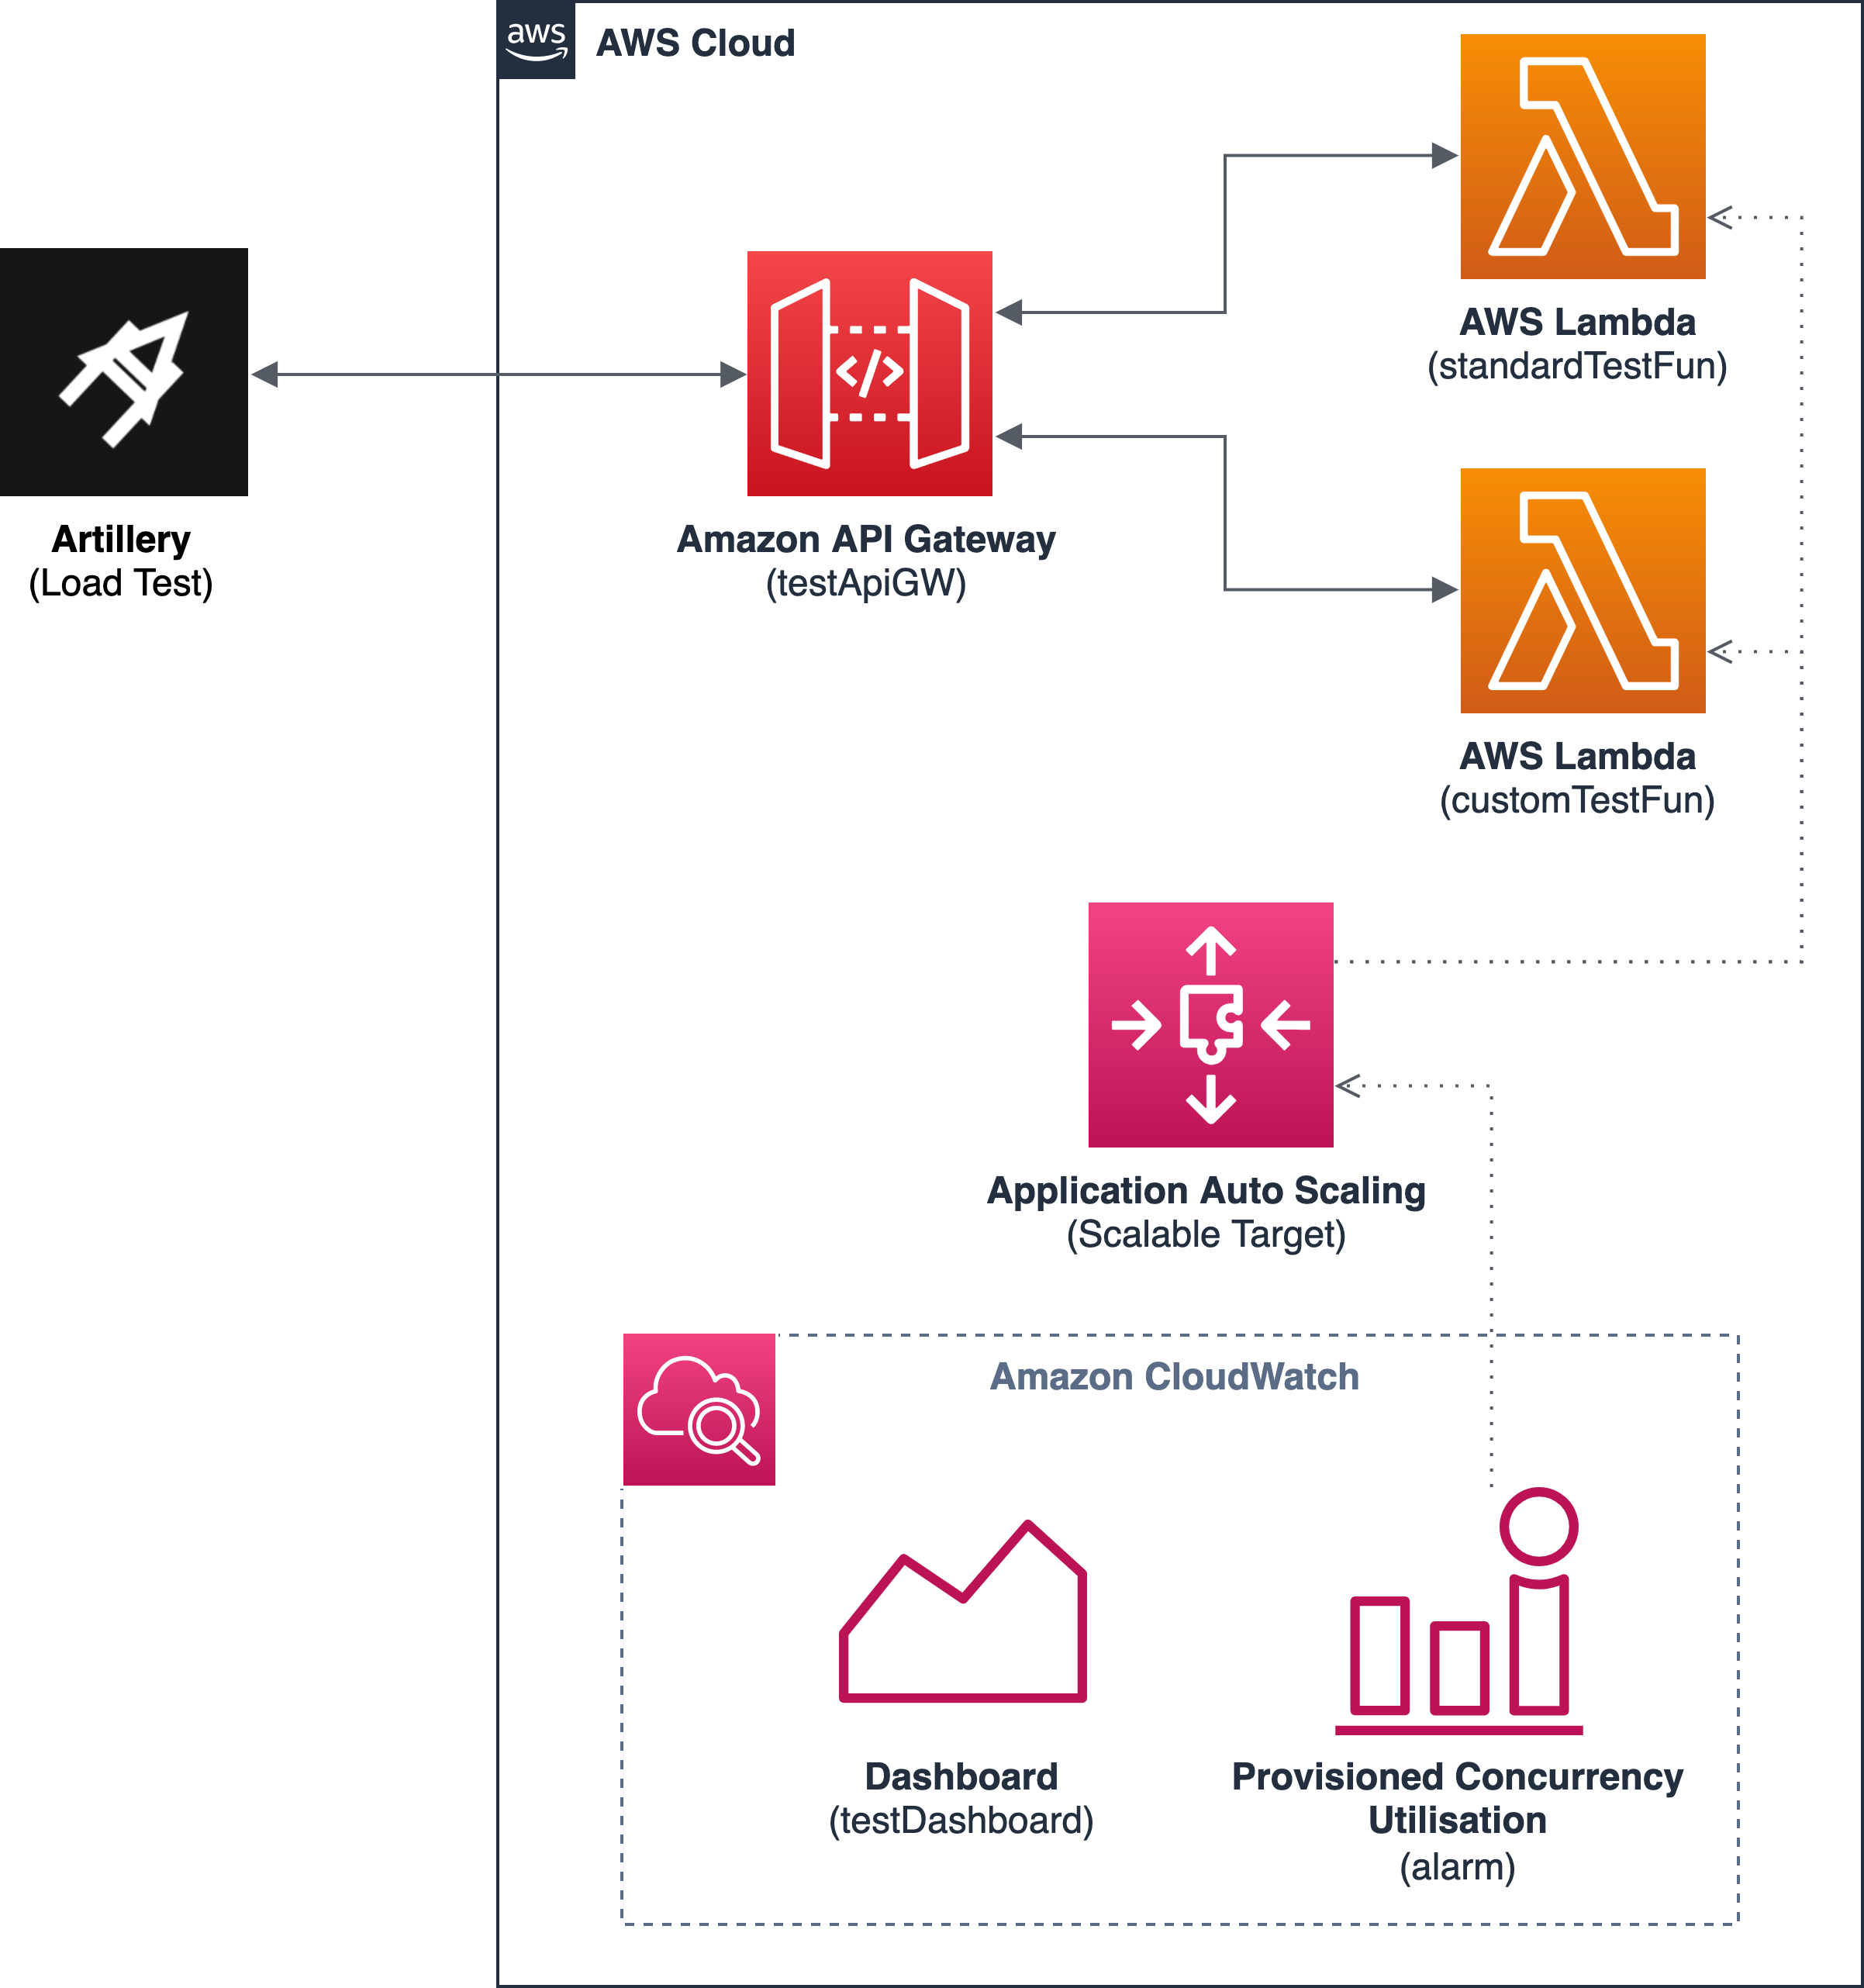 aws
AWS Cloud
AWS Lambda
(standardTestFun)
Artillery
(Load Test)
Amazon API Gateway
(testApiGW)
AWS Lambda
(customTestFun)
Application Auto Scaling
(Scalable Target)
Amazon CloudWatch
Dashboard
(testDashboard)
Provisioned Concurrency
Utilisation
(alarm)